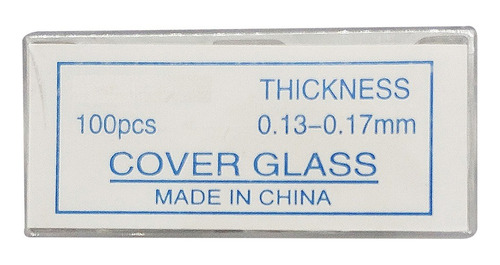 THICKNESS
100pcs 0.13-0.17mm
COVER GLASS
MADE IN CHINA